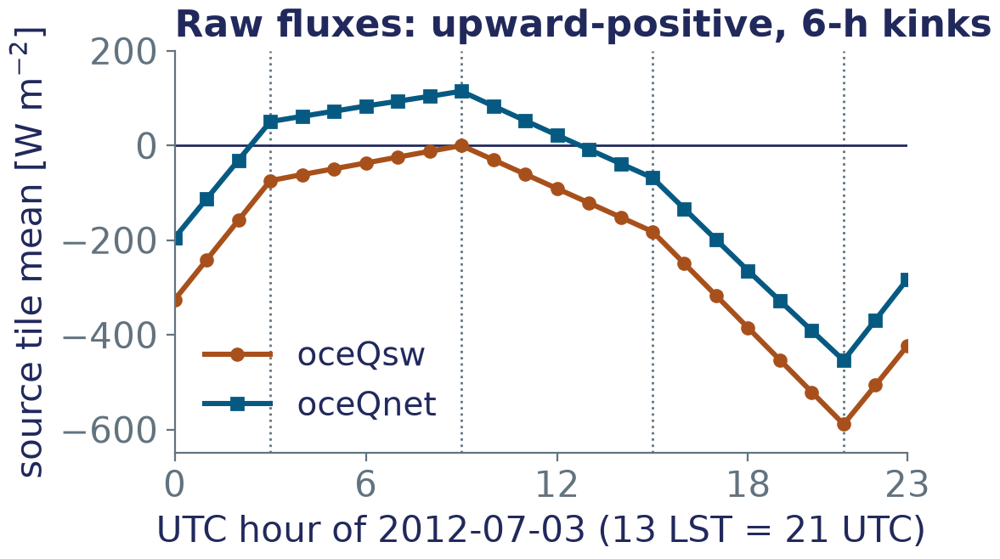 Raw fluxes: upward-positive, 6-h kinks
source tile mean [W m⁻²]
200
0
−200
−400
−600
oceQsw
oceQnet
0 6 12 18 23
UTC hour of 2012-07-03 (13 LST = 21 UTC)